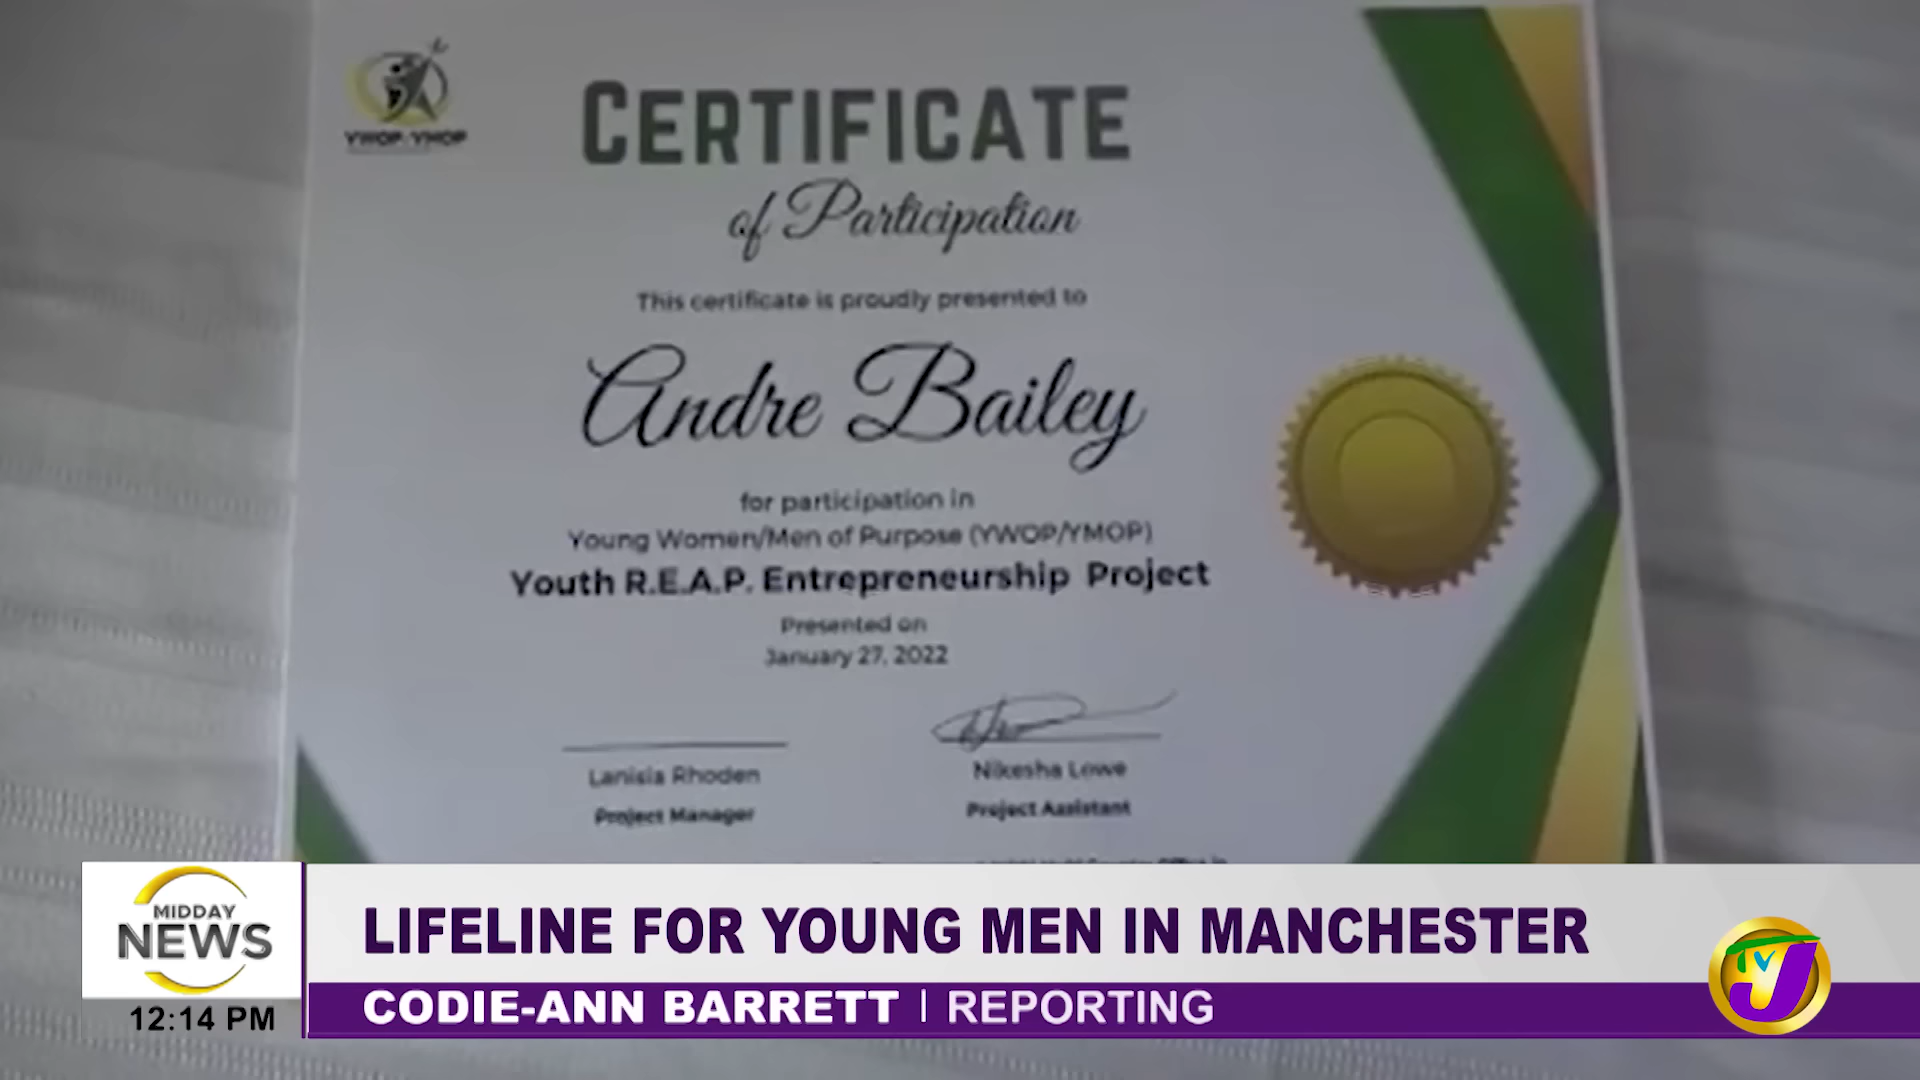 YWOP/YMOP
CERTIFICATE
of Participation
This certificate is proudly presented to
Andre Bailey
for participation in
Young Women/Men of Purpose (YWOP/YMOP)
Youth R.E.A.P. Entrepreneurship Project
Presented on
January 27, 2022
Lanisia Rhoden
Nikesha Lowe
Project Manager
Project Assistant
MIDDAY
NEWS
12:14 PM
LIFELINE FOR YOUNG MEN IN MANCHESTER
CODIE-ANN BARRETT | REPORTING
TVJ